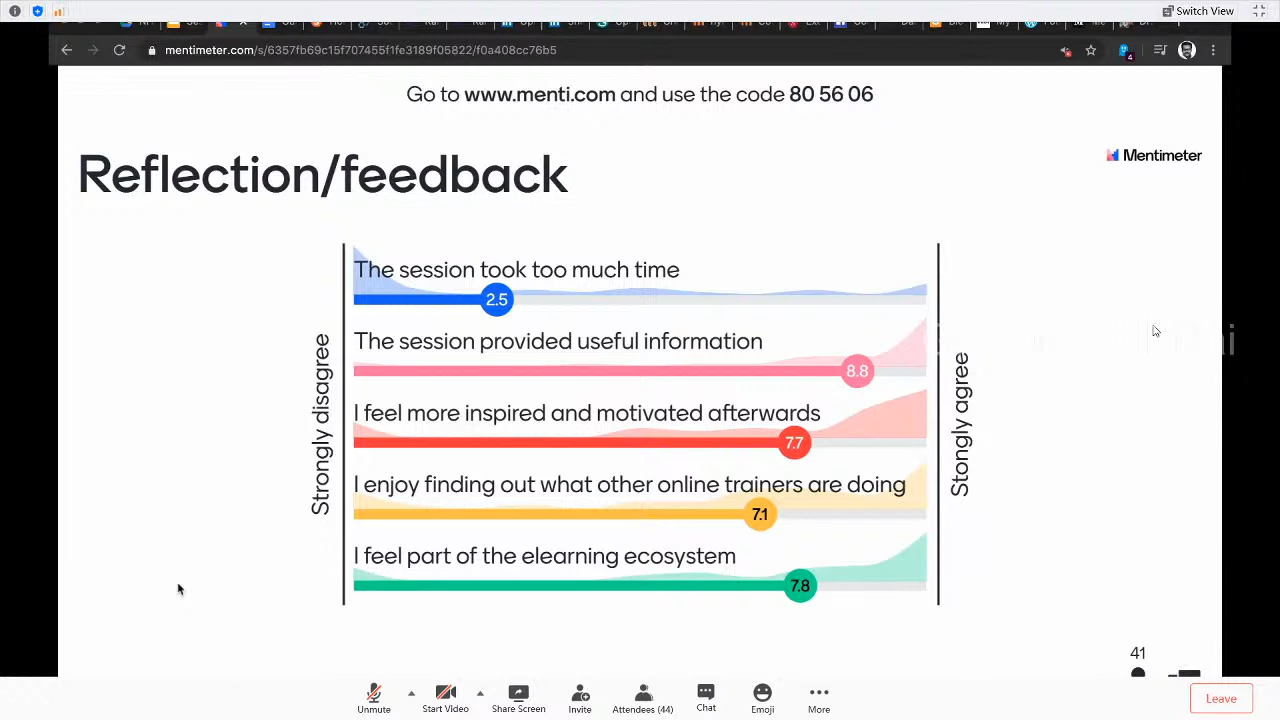 Switch View
mentimeter.com/s/6357fb69c15f707455f1fe3189f05822/f0a408cc76b5
4
Go to www.menti.com and use the code 80 56 06
Reflection/feedback
Mentimeter
Strongly disagree
The session took too much time
2.5
The session provided useful information
8.8
I feel more inspired and motivated afterwards
7.7
I enjoy finding out what other online trainers are doing
7.1
I feel part of the elearning ecosystem
7.8
Stongly agree
41
Unmute
Start Video
Share Screen
Invite
Attendees (44)
Chat
Emoji
More
Leave